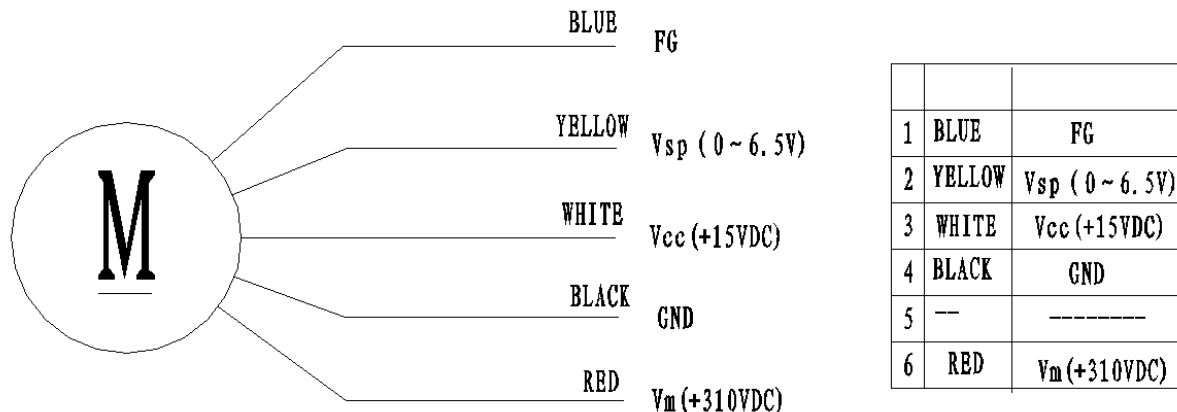 BLUE FG
YELLOW Vsp (0~6.5V)
M
WHITE Vcc(+15VDC)
BLACK GND
RED Vm(+310VDC)
1 BLUE FG
2 YELLOW Vsp (0~6.5V)
3 WHITE Vcc(+15VDC)
4 BLACK GND
5 -- --------
6 RED Vm(+310VDC)